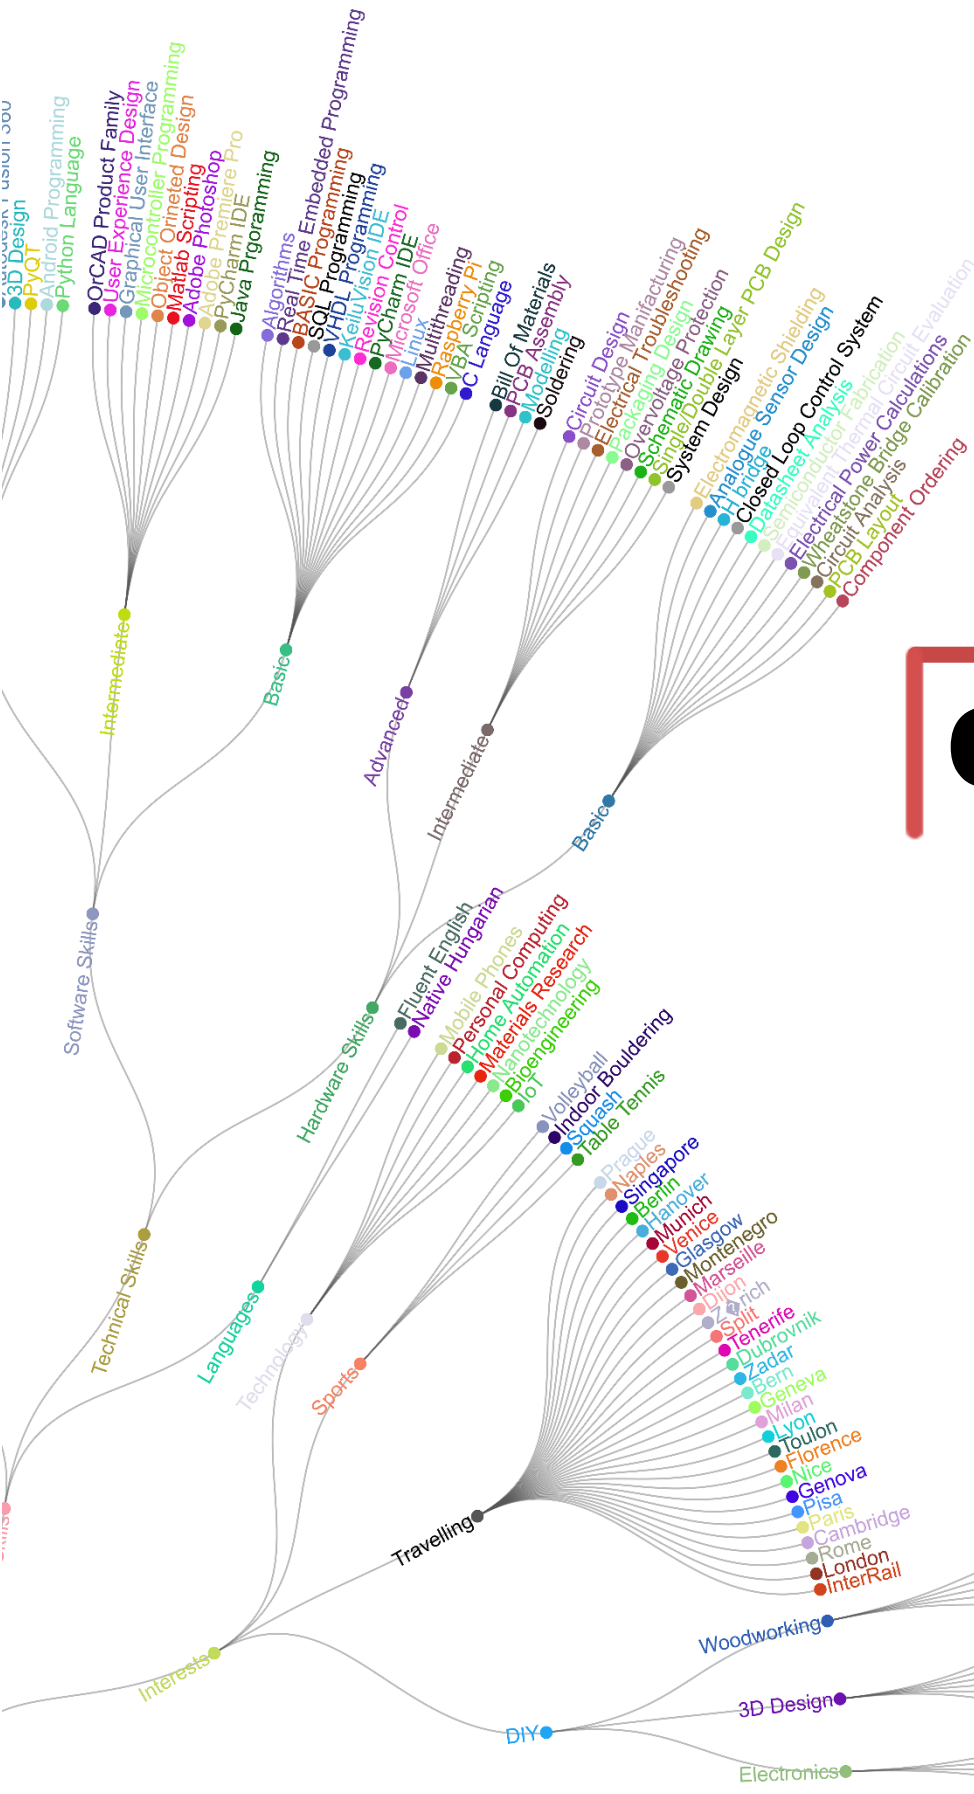 3D Design
PyQT
Android Programming
Python Language
OrCAD Product Family
User Experience Design
Graphical User Interface
Microcontroller Programming
Object Orineted Design
Matlab Scripting
Adobe Photoshop
Adobe Premiere Pro
PyCharm IDE
Java Prgoramming
Algorithms
Real Time Embedded Programming
BASIC Programming
SQL Programming
VHDL Programming
Keilu Vision IDE
Revision Control
PyCharm IDE
Microsoft Office
Linux
Multithreading
Raspberry Pi
VBA Scripting
C Language
Bill Of Materials
PCB Assembly
Modelling
Soldering
Circuit Design
Prototype Manifacturing
Electrical Troubleshooting
Packaging Design
Overvoltage Protection
Schematic Drawing
Single/Double Layer PCB Design
System Design
Electromagnetic Shielding
Analogue Sensor Design
H bridge
Closed Loop Control System
Datasheet Analysis
Semiconductor Fabrication
Equivalent Thermal Circuit Evaluation
Electrical Power Calculations
Wheatstone Bridge Calibration
Circuit Analysis
PCB Layout
Component Ordering
Intermediate
Basic
Advanced
Intermediate
Basic
Software Skills
Hardware Skills
Technical Skills
Fluent English
Native Hungarian
Mobile Phones
Personal Computing
Home Automation
Materials Research
Nanotechnology
Bioengineering
IoT
Volleyball
Indoor Bouldering
Squash
Table Tennis
Languages
Technology
Sports
Prague
Naples
Singapore
Berlin
Hanover
Munich
Venice
Glasgow
Montenegro
Marseille
Dijon
Z�rich
Split
Tenerife
Dubrovnik
Zadar
Bern
Geneva
Milan
Lyon
Toulon
Florence
Nice
Genova
Pisa
Paris
Cambridge
Rome
London
InterRail
Travelling
Interests
Woodworking
3D Design
DIY
Electronics